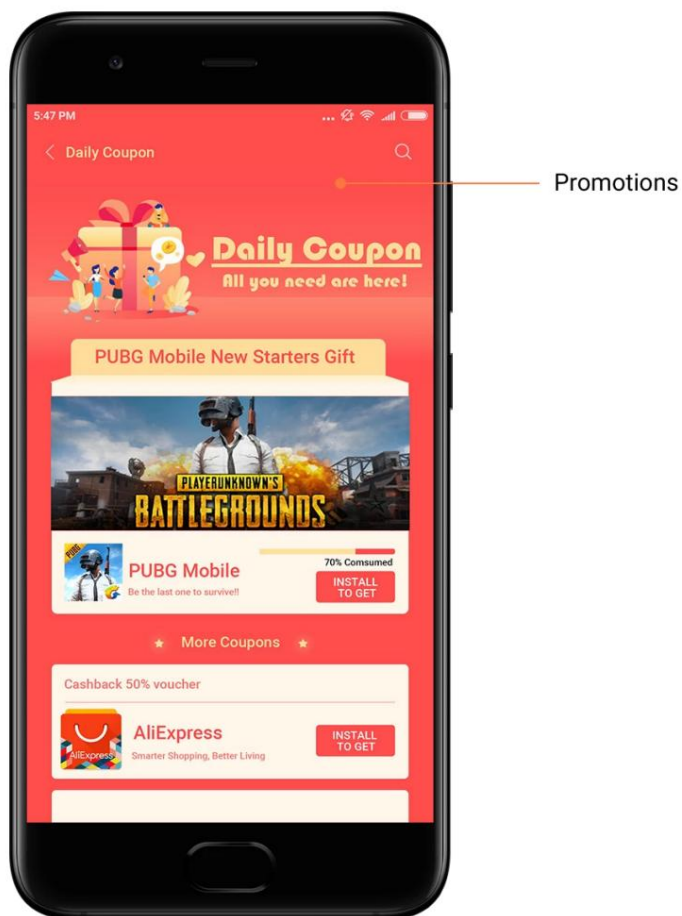 5:47 PM
Daily Coupon
Promotions
Daily Coupon
All you need are here!
PUBG Mobile New Starters Gift
PLAYERUNKNOWN'S
BATTLEGROUNDS
PUBG
70% Comsumed
PUBG Mobile
Be the last one to survive!!
INSTALL
TO GET
More Coupons
Cashback 50% voucher
AliExpress
AliExpress
Smarter Shopping, Better Living
INSTALL
TO GET